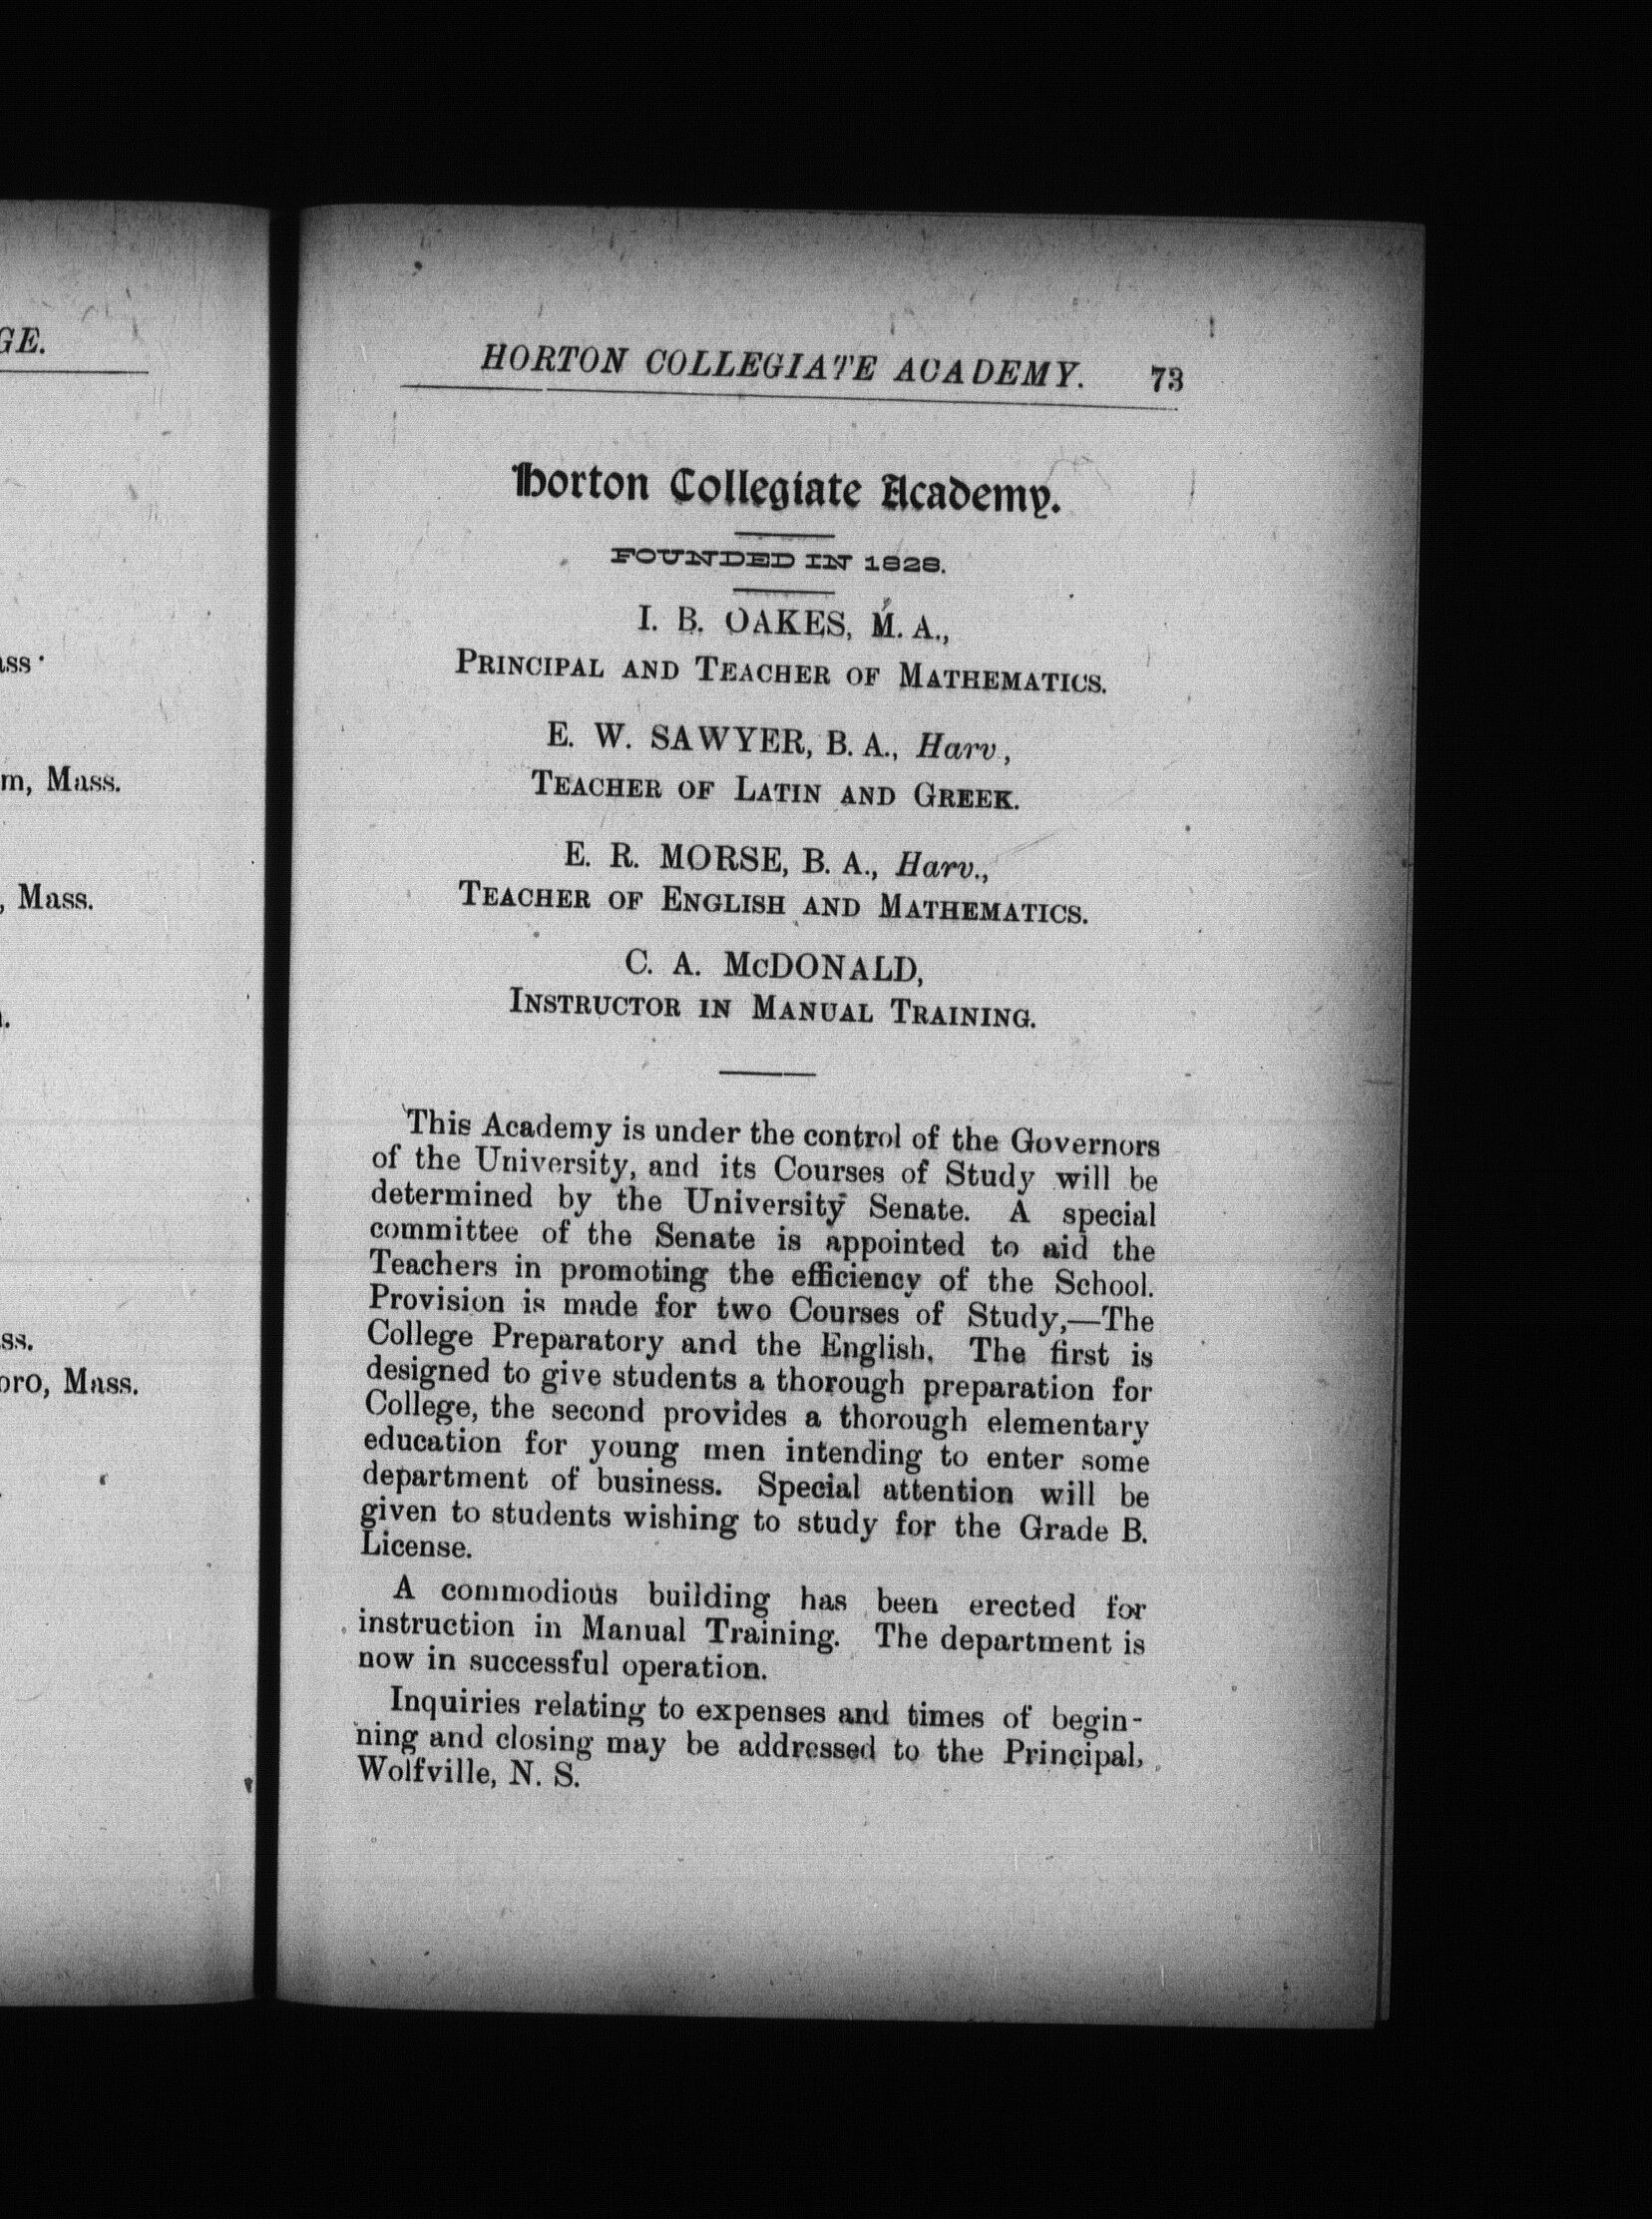 GE.
m, Mass.
, Mass.
oro, Mass.
HORTON COLLEGIATE ACADEMY. 73
Horton Collegiate Academy.
FOUNDED IN 1828.
I. B. OAKES, M. A.,
PRINCIPAL AND TEACHER OF MATHEMATICS.
E. W. SAWYER, B. A., Harv,
TEACHER OF LATIN AND GREEK.
E. R. MORSE, B. A., Harv.,
TEACHER OF ENGLISH AND MATHEMATICS.
C. A. McDONALD,
INSTRUCTOR IN MANUAL TRAINING.
This Academy is under the control of the Governors
of the University, and its Courses of Study will be
determined by the University Senate. A special
committee of the Senate is appointed to aid the
Teachers in promoting the efficiency of the School.
Provision is made for two Courses of Study,—The
College Preparatory and the English. The first is
designed to give students a thorough preparation for
College, the second provides a thorough elementary
education for young men intending to enter some
department of business. Special attention will be
given to students wishing to study for the Grade B.
License.
A commodious building has been erected for
instruction in Manual Training. The department is
now in successful operation.
Inquiries relating to expenses and times of begin-
ning and closing may be addressed to the Principal,
Wolfville, N. S.